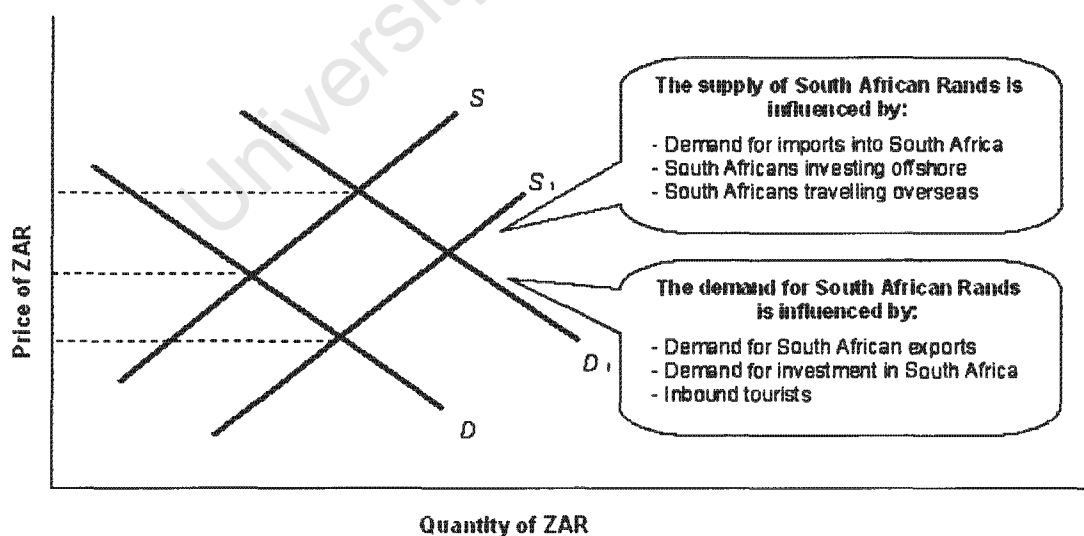 Universit
S
S₁
The supply of South African Rands is
influenced by:
- Demand for imports into South Africa
- South Africans investing offshore
- South Africans travelling overseas
Price of ZAR
The demand for South African Rands
is influenced by:
- Demand for South African exports
- Demand for investment in South Africa
- Inbound tourists
D₁
D
Quantity of ZAR